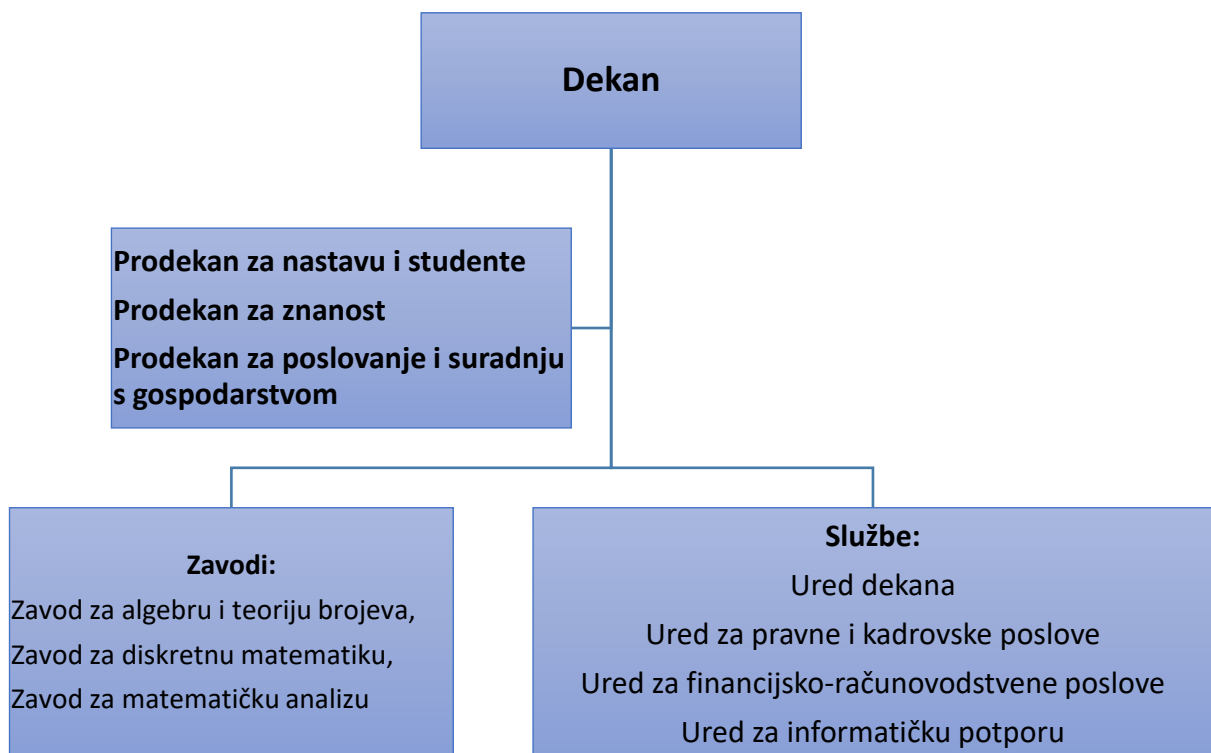 Dekan
Prodekan za nastavu i studente
Prodekan za znanost
Prodekan za poslovanje i suradnju
s gospodarstvom
Zavodi:
Zavod za algebru i teoriju brojeva,
Zavod za diskretnu matematiku,
Zavod za matematičku analizu
Službe:
Ured dekana
Ured za pravne i kadrovske poslove
Ured za financijsko-računovodstvene poslove
Ured za informatičku potporu